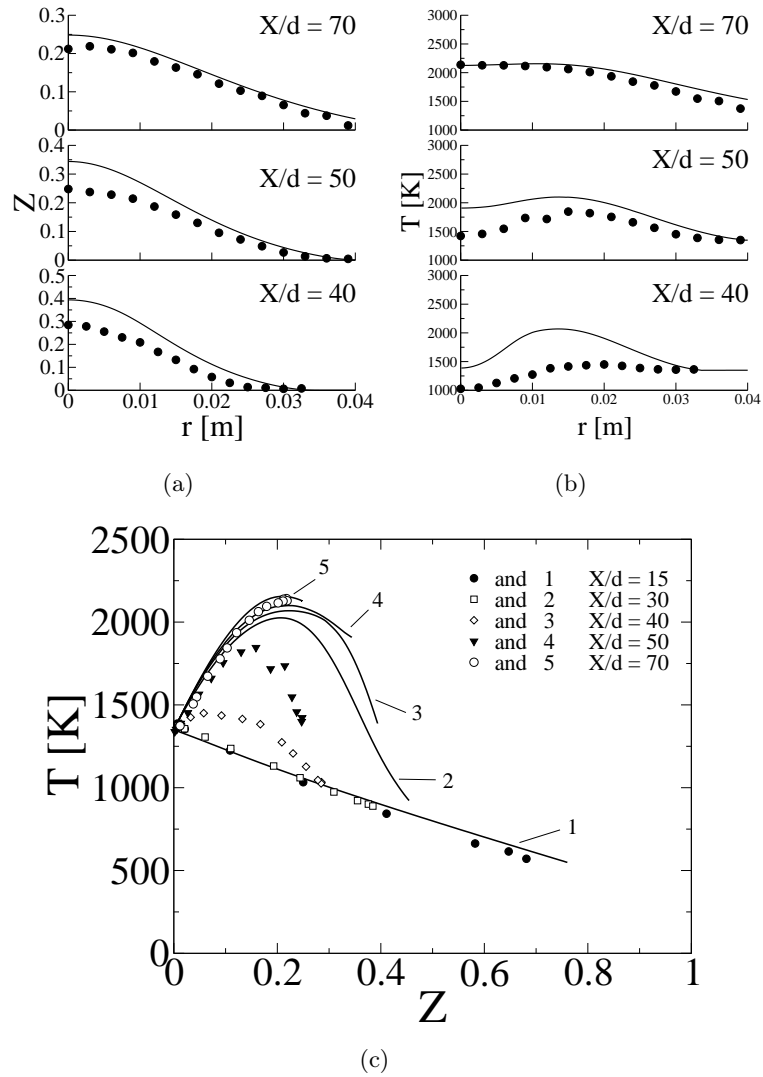 0.3
0.2
0.1
0
X/d = 70
0.4
0.3
0.2
0.1
0
X/d = 50
Z
0.5
0.4
0.3
0.2
0.1
0
X/d = 40
0 0.01 0.02 0.03 0.04
r [m]
(a)
3000
2500
2000
1500
1000
X/d = 70
3000
2500
2000
1500
1000
X/d = 50
T [K]
3000
2500
2000
1500
1000
X/d = 40
0 0.01 0.02 0.03 0.04
r [m]
(b)
2500
2000
1500
1000
500
0
T [K]
5
4
3
2
1
and 1 X/d = 15
and 2 X/d = 30
and 3 X/d = 40
and 4 X/d = 50
and 5 X/d = 70
0 0.2 0.4 0.6 0.8 1
Z
(c)